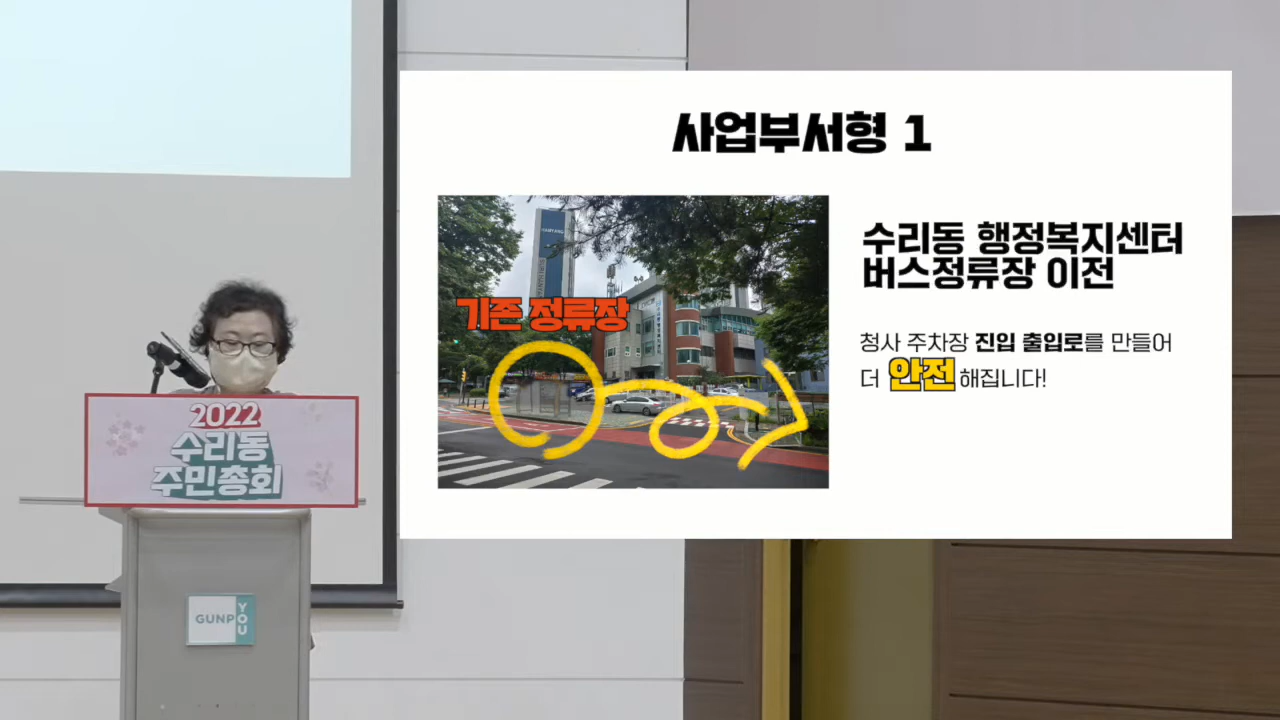 사업부서형 1
기존 정류장
수리동 행정복지센터
버스정류장 이전
청사 주차장 진입 출입로를 만들어
더 안전해집니다!
2022
수리동
주민총회
GUNP
YOU